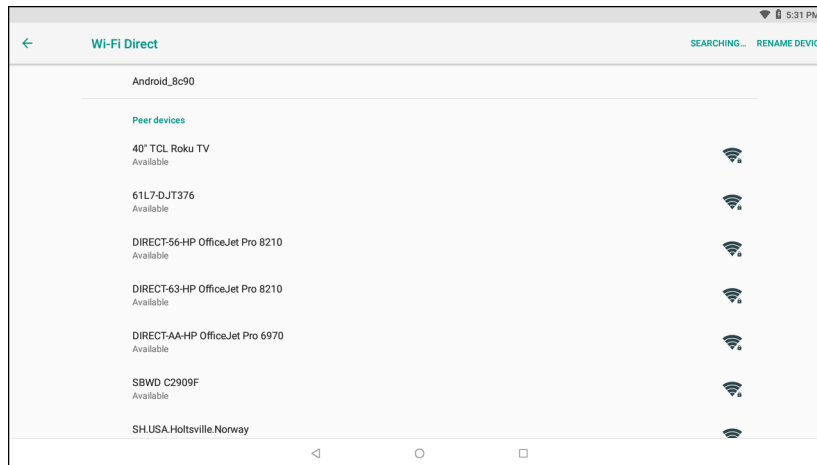 5:31 PM
Wi-Fi Direct
SEARCHING... RENAME DEVIC
Android_8c90
Peer devices
40" TCL Roku TV
Available
61L7-DJT376
Available
DIRECT-56-HP OfficeJet Pro 8210
Available
DIRECT-63-HP OfficeJet Pro 8210
Available
DIRECT-AA-HP OfficeJet Pro 6970
Available
SBWD C2909F
Available
SH.USA.Holtsville.Norway